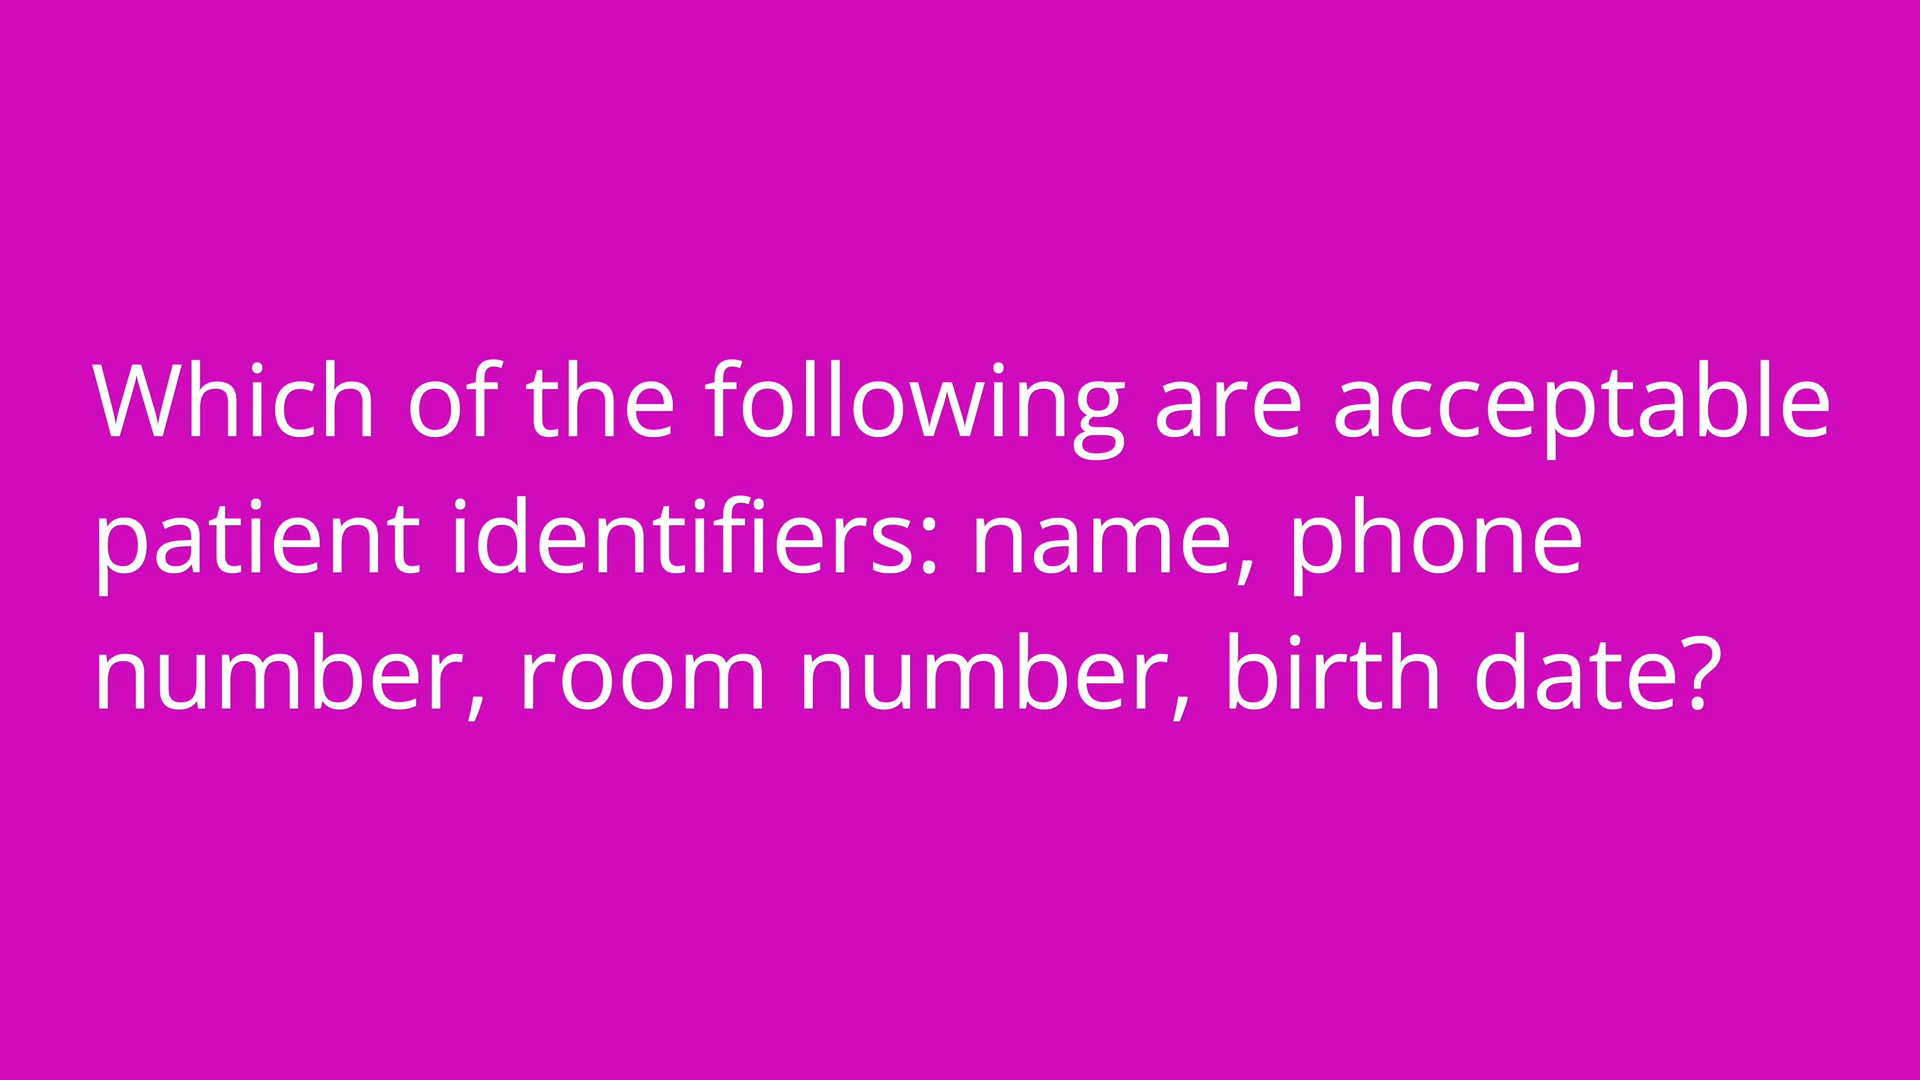 Which of the following are acceptable
patient identifiers: name, phone
number, room number, birth date?